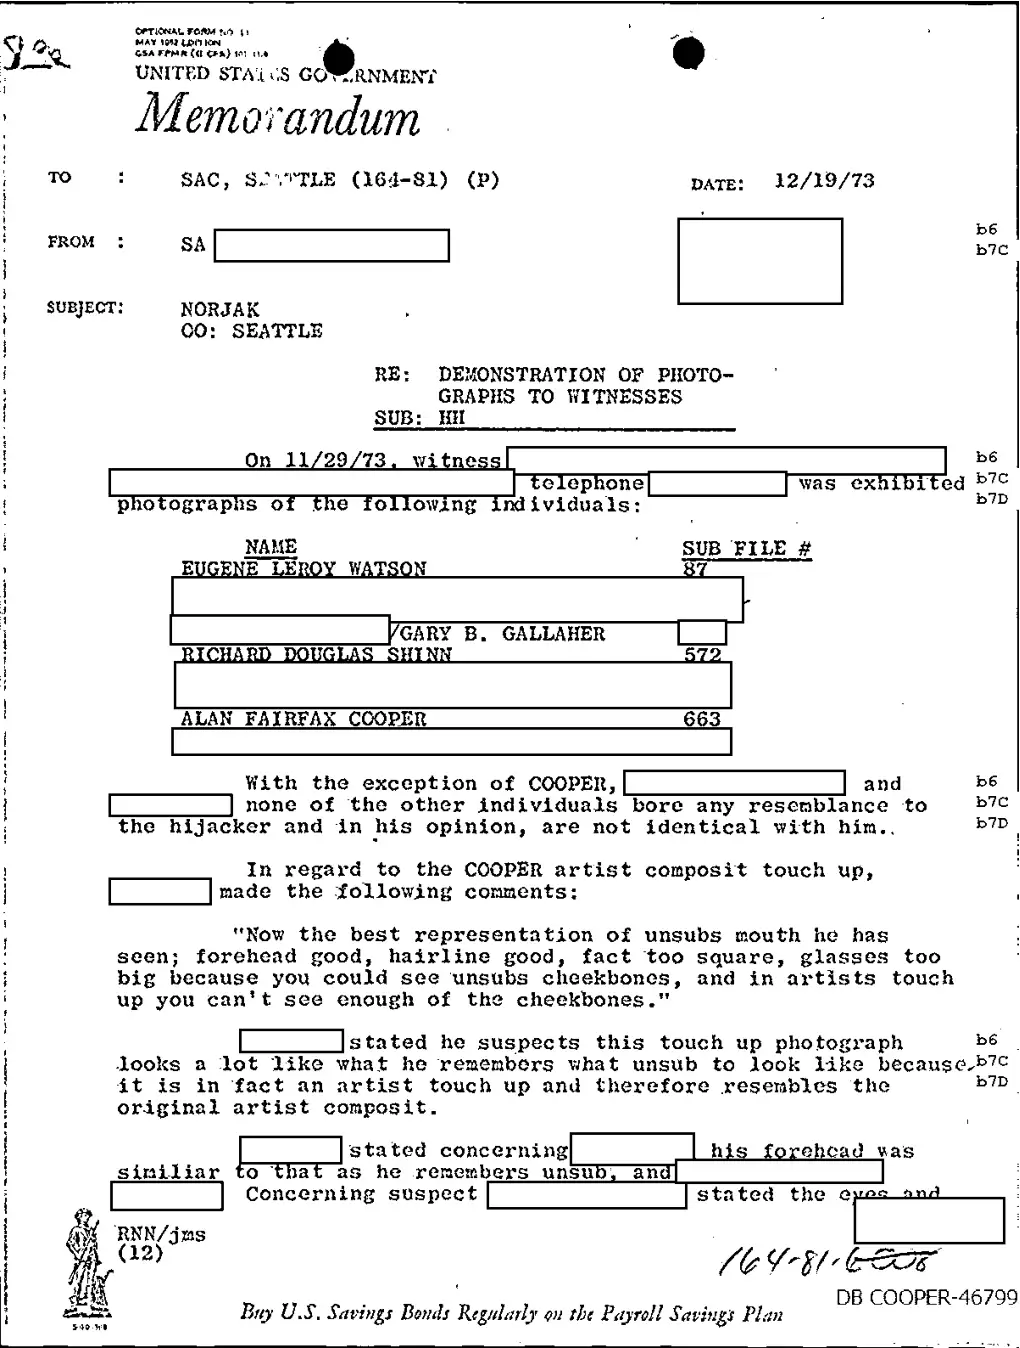 OPTIONAL FORM NO.
MAY 1962 EDITION
GSA FPMR (41 CFR) 101-11.6
UNITED STATES GOVERNMENT
Memorandum
TO : SAC, SEATTLE (164-81) (P) DATE: 12/19/73
FROM : SA b6
b7C
SUBJECT: NORJAK
OO: SEATTLE
RE: DEMONSTRATION OF PHOTO-
GRAPHS TO WITNESSES
SUB: HH
On 11/29/73, witness b6
telephone was exhibited b7C
photographs of the following individuals: b7D
NAME SUB FILE #
EUGENE LEROY WATSON 87
/GARY B. GALLAHER
RICHARD DOUGLAS SHINN 572
ALAN FAIRFAX COOPER 663
With the exception of COOPER, and b6
none of the other individuals bore any resemblance to b7C
the hijacker and in his opinion, are not identical with him. b7D
In regard to the COOPER artist composit touch up,
made the following comments:
"Now the best representation of unsubs mouth he has
seen; forehead good, hairline good, fact too square, glasses too
big because you could see unsubs cheekbones, and in artists touch
up you can't see enough of the cheekbones."
stated he suspects this touch up photograph b6
looks a lot like what he remembers what unsub to look like because, b7C
it is in fact an artist touch up and therefore resembles the b7D
original artist composit.
stated concerning his forehead was
similiar to that as he remembers unsub, and
Concerning suspect stated the eyes and
RNN/jms
(12)
164-81-
DB COOPER-46799
Buy U.S. Savings Bonds Regularly on the Payroll Savings Plan